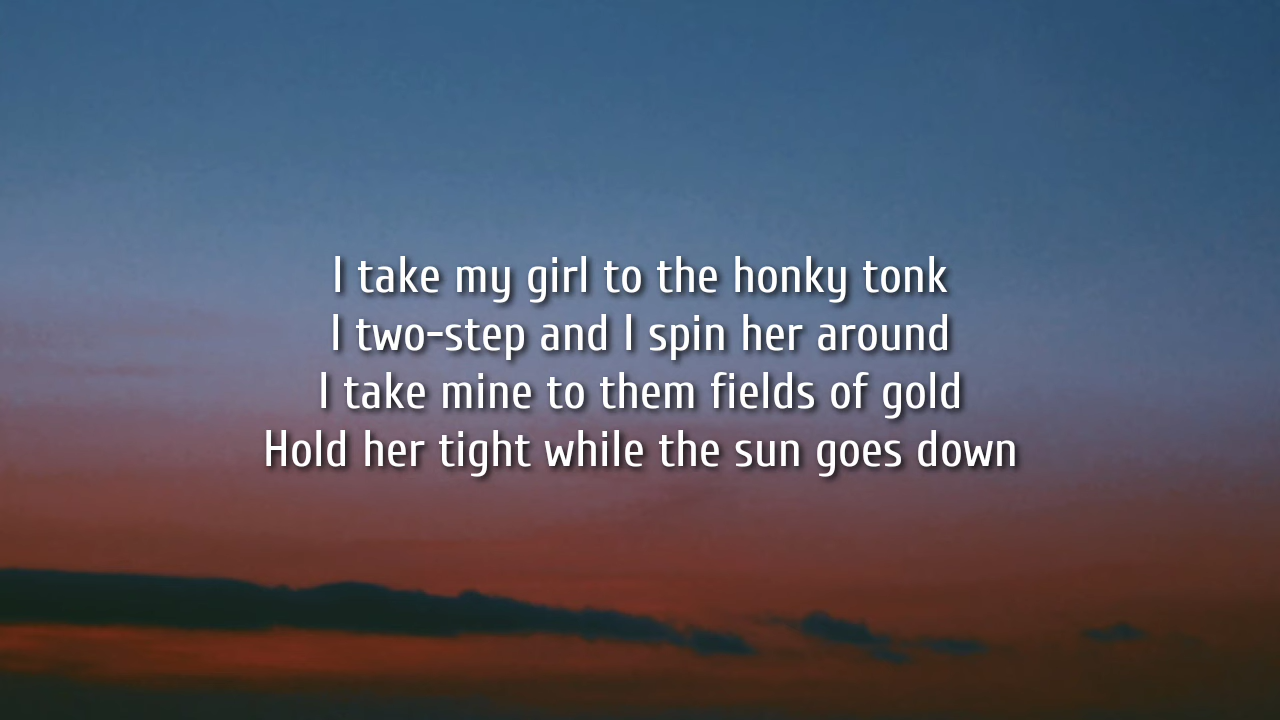 I take my girl to the honky tonk
I two-step and I spin her around
I take mine to them fields of gold
Hold her tight while the sun goes down